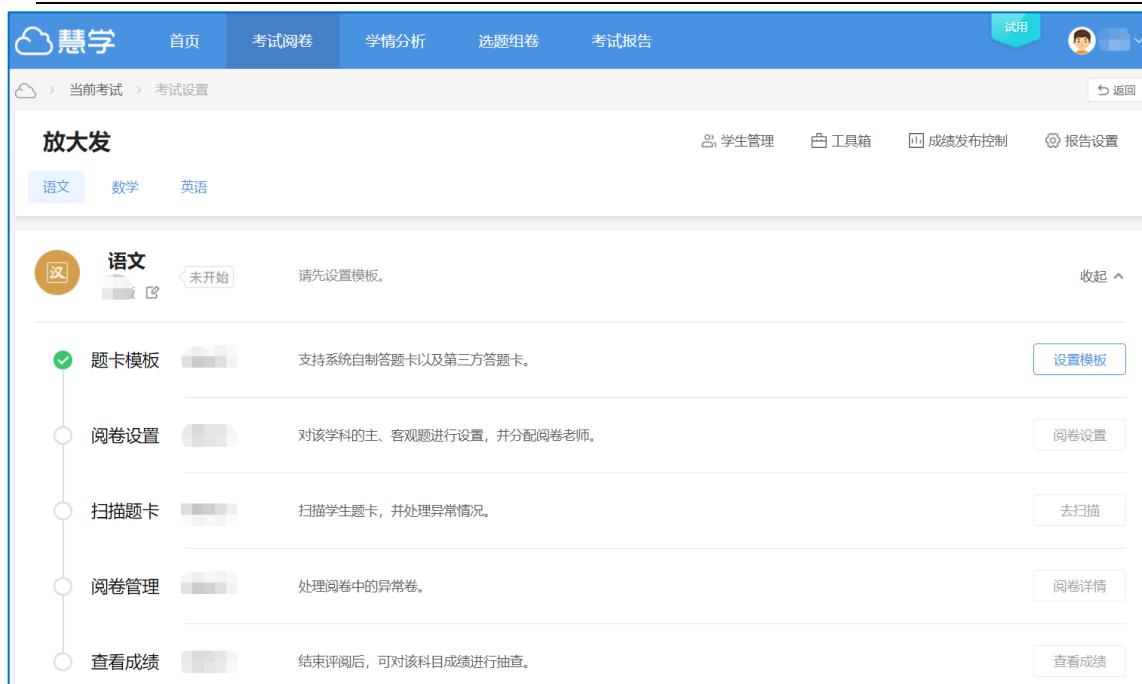 慧学 首页 考试阅卷 学情分析 选题组卷 考试报告 试用
当前考试 考试设置 返回
放大发 学生管理 工具箱 成绩发布控制 报告设置
语文 数学 英语
汉 语文 未开始 请先设置模板。 收起
题卡模板 支持系统自制答题卡以及第三方答题卡。 设置模板
阅卷设置 对该学科的主、客观题进行设置，并分配阅卷老师。 阅卷设置
扫描题卡 扫描学生题卡，并处理异常情况。 去扫描
阅卷管理 处理阅卷中的异常卷。 阅卷详情
查看成绩 结束评阅后，可对该科目成绩进行抽查。 查看成绩